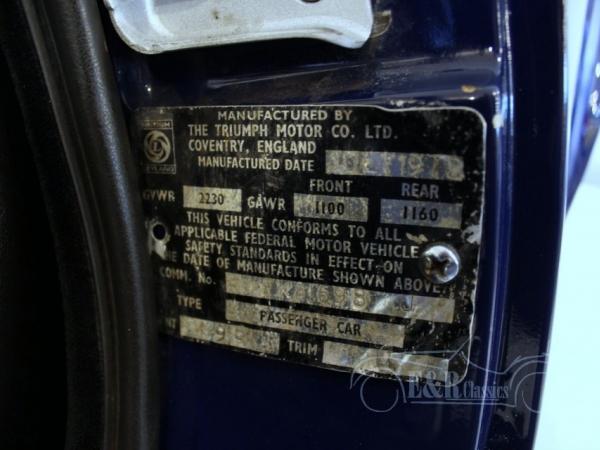 MANUFACTURED BY
THE TRIUMPH MOTOR CO. LTD.
COVENTRY, ENGLAND
MANUFACTURED DATE
FRONT REAR
GVWR 2230 GAWR 1100 1160
THIS VEHICLE CONFORMS TO ALL
APPLICABLE FEDERAL MOTOR VEHICLE
SAFETY STANDARDS IN EFFECT ON
THE DATE OF MANUFACTURE SHOWN ABOVE.
COMM. No.
TYPE PASSENGER CAR
TRIM
E&R Classics